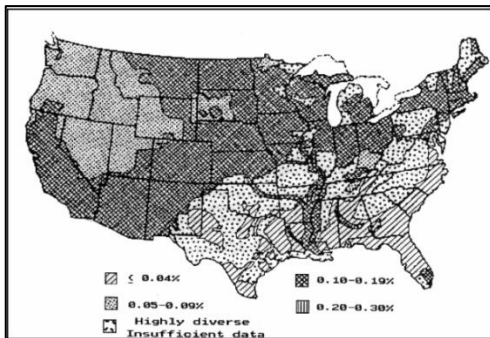 ≤ 0.04%
0.10-0.19%
0.05-0.09%
0.20-0.30%
Highly diverse
Insufficient data